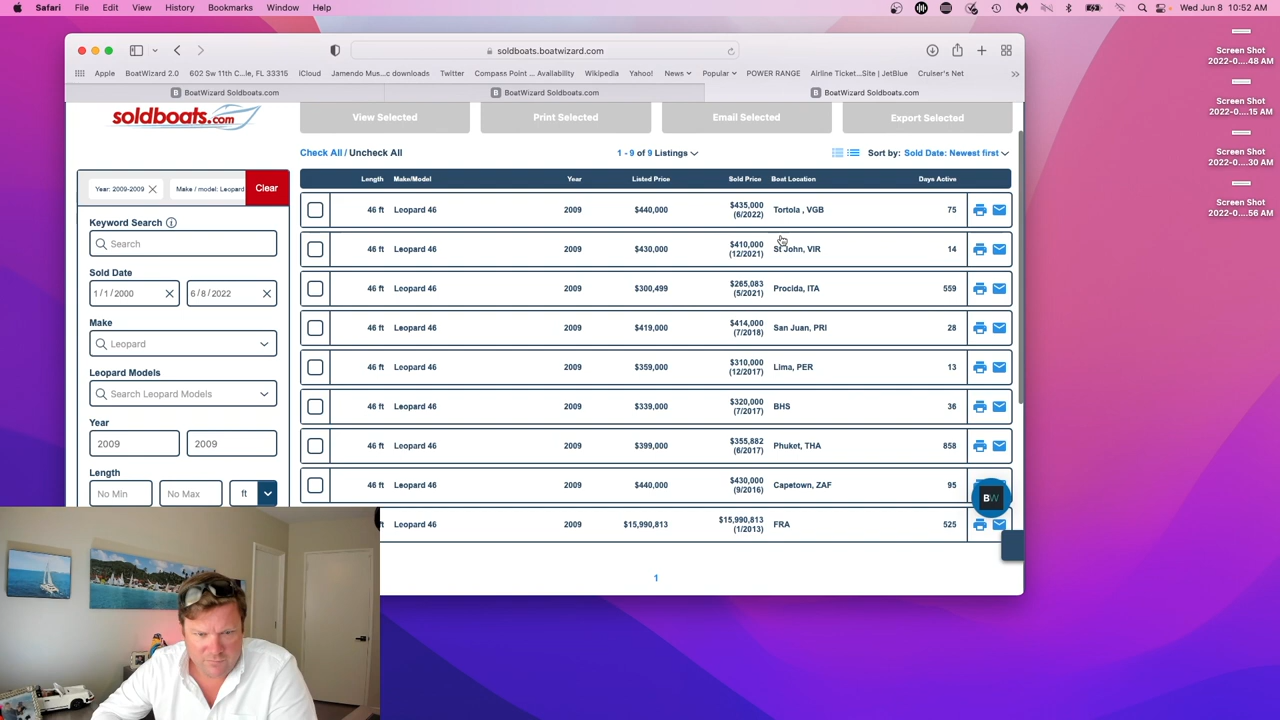 Safari File Edit View History Bookmarks Window Help Wed Jun 8 10:52 AM
soldboats.boatwizard.com
Apple BoatWizard 2.0 602 Sw 11th C...le, FL 33315 iCloud Jamendo Mus...c downloads Twitter Compass Point ... Availability Wikipedia Yahoo! News Popular POWER RANGE Airline Ticket...Site | JetBlue Cruiser's Net
BoatWizard Soldboats.com BoatWizard Soldboats.com BoatWizard Soldboats.com
soldboats.com
View Selected Print Selected Email Selected Export Selected
Check All / Uncheck All 1 - 9 of 9 Listings Sort by: Sold Date: Newest first
Length Make/Model Year Listed Price Sold Price Boat Location Days Active
46 ft Leopard 46 2009 $440,000 $435,000 (6/2022) Tortola , VGB 75
46 ft Leopard 46 2009 $430,000 $410,000 (12/2021) St John, VIR 14
46 ft Leopard 46 2009 $300,499 $265,083 (5/2021) Procida, ITA 559
46 ft Leopard 46 2009 $419,000 $414,000 (7/2018) San Juan, PRI 28
46 ft Leopard 46 2009 $359,000 $310,000 (12/2017) Lima, PER 13
46 ft Leopard 46 2009 $339,000 $320,000 (7/2017) BHS 36
46 ft Leopard 46 2009 $399,000 $355,882 (6/2017) Phuket, THA 858
46 ft Leopard 46 2009 $440,000 $430,000 (9/2016) Capetown, ZAF 95
Leopard 46 2009 $15,990,813 $15,990,813 (1/2013) FRA 525
1
BW
Year: 2009-2009 Make / model: Leopard Clear
Keyword Search
Search
Sold Date
1/1/2000 6/8/2022
Make
Leopard
Leopard Models
Search Leopard Models
Year
2009 2009
Length
No Min No Max ft
Screen Shot
2022-0....48 AM
Screen Shot
2022-0...15 AM
Screen Shot
2022-0...30 AM
Screen Shot
2022-0...56 AM